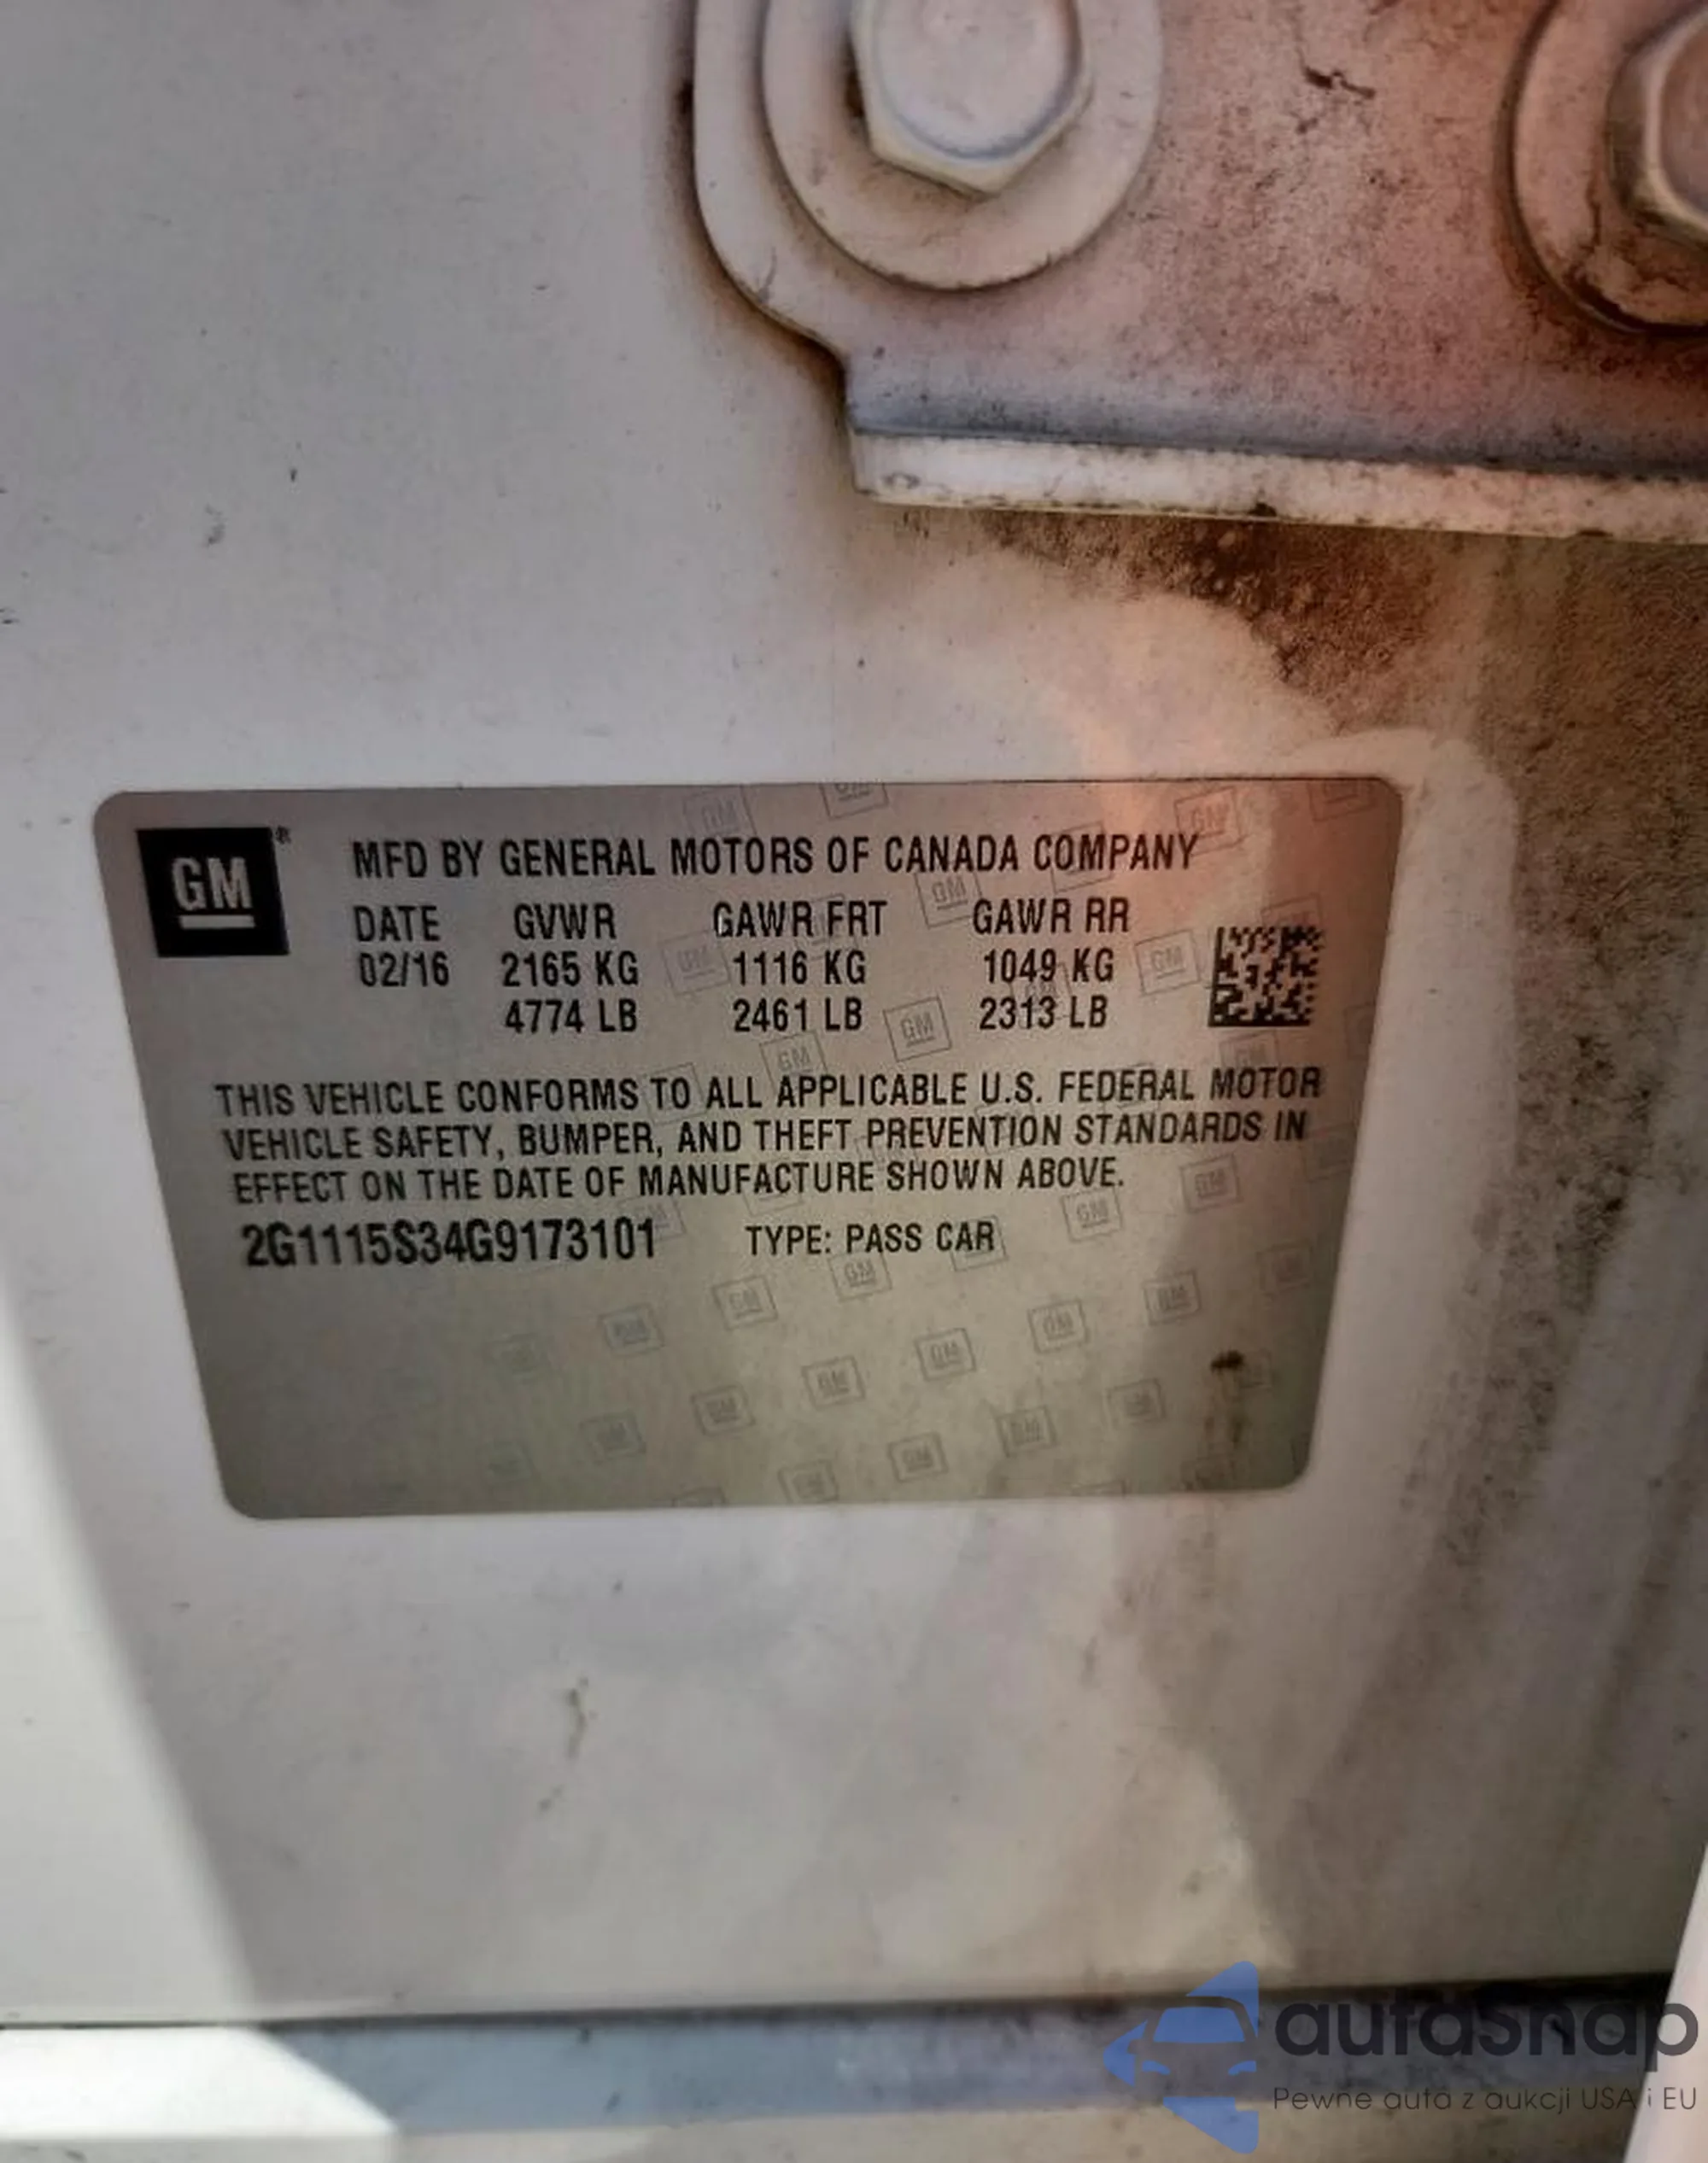 GM®
MFD BY GENERAL MOTORS OF CANADA COMPANY
DATE GVWR GAWR FRT GAWR RR
02/16 2165 KG 1116 KG 1049 KG
4774 LB 2461 LB 2313 LB
THIS VEHICLE CONFORMS TO ALL APPLICABLE U.S. FEDERAL MOTOR
VEHICLE SAFETY, BUMPER, AND THEFT PREVENTION STANDARDS IN
EFFECT ON THE DATE OF MANUFACTURE SHOWN ABOVE.
2G1115S34G9173101 TYPE: PASS CAR
autaSnap
Pewne auta z aukcji USA i EU